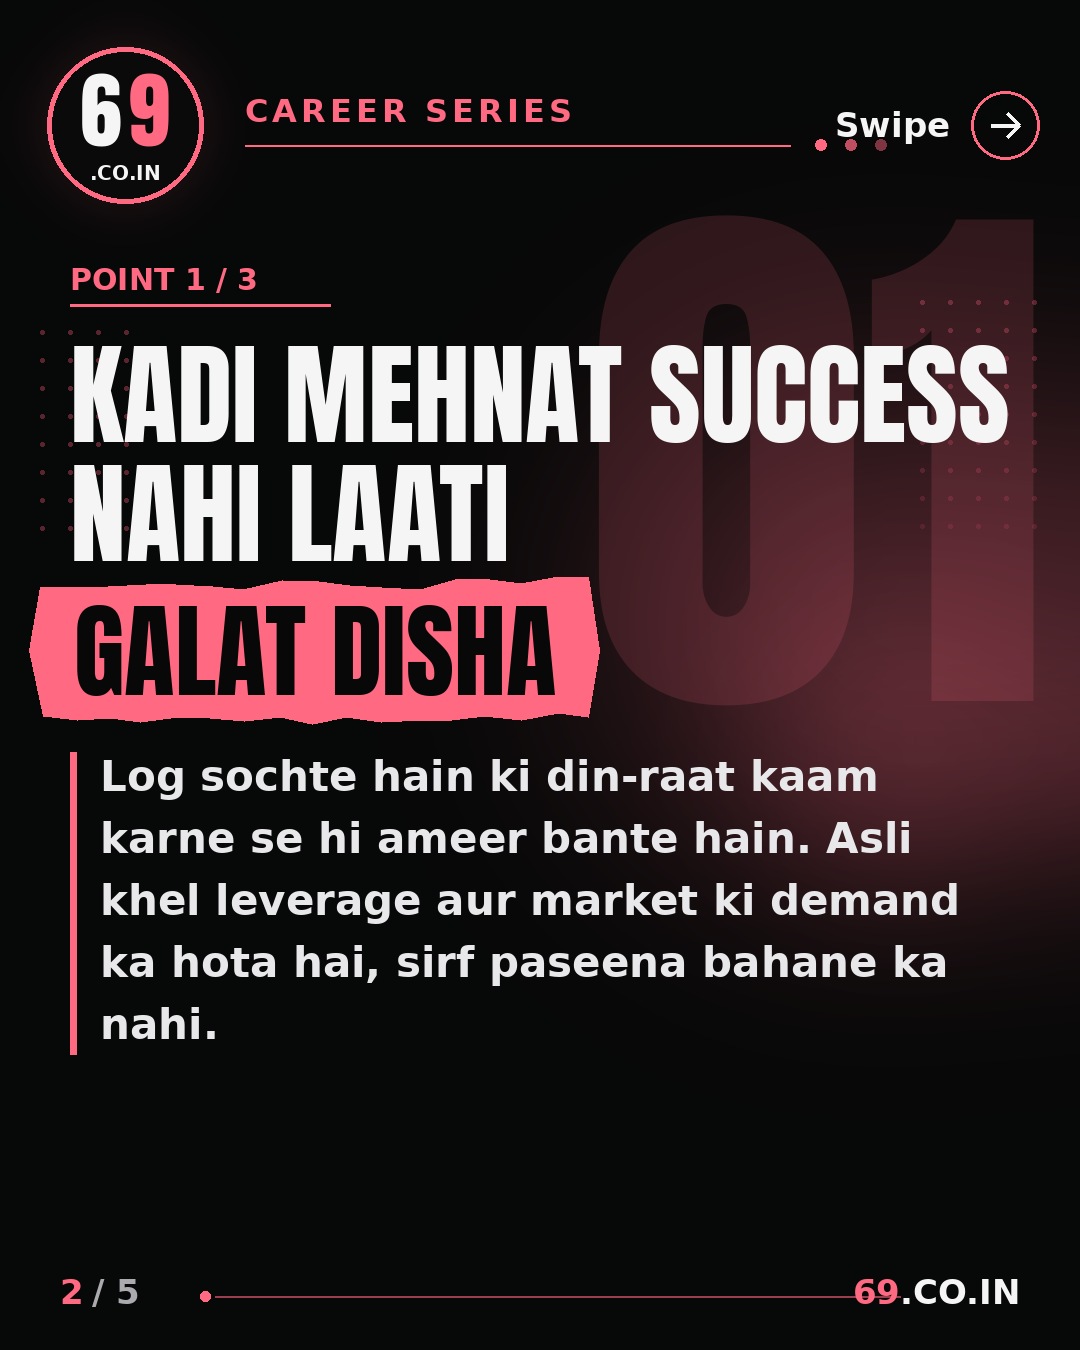 69
.CO.IN
CAREER SERIES
Swipe
01
POINT 1 / 3
KADI MEHNAT SUCCESS
NAHI LAATI
GALAT DISHA
Log sochte hain ki din-raat kaam
karne se hi ameer bante hain. Asli
khel leverage aur market ki demand
ka hota hai, sirf paseena bahane ka
nahi.
2 / 5
69.CO.IN